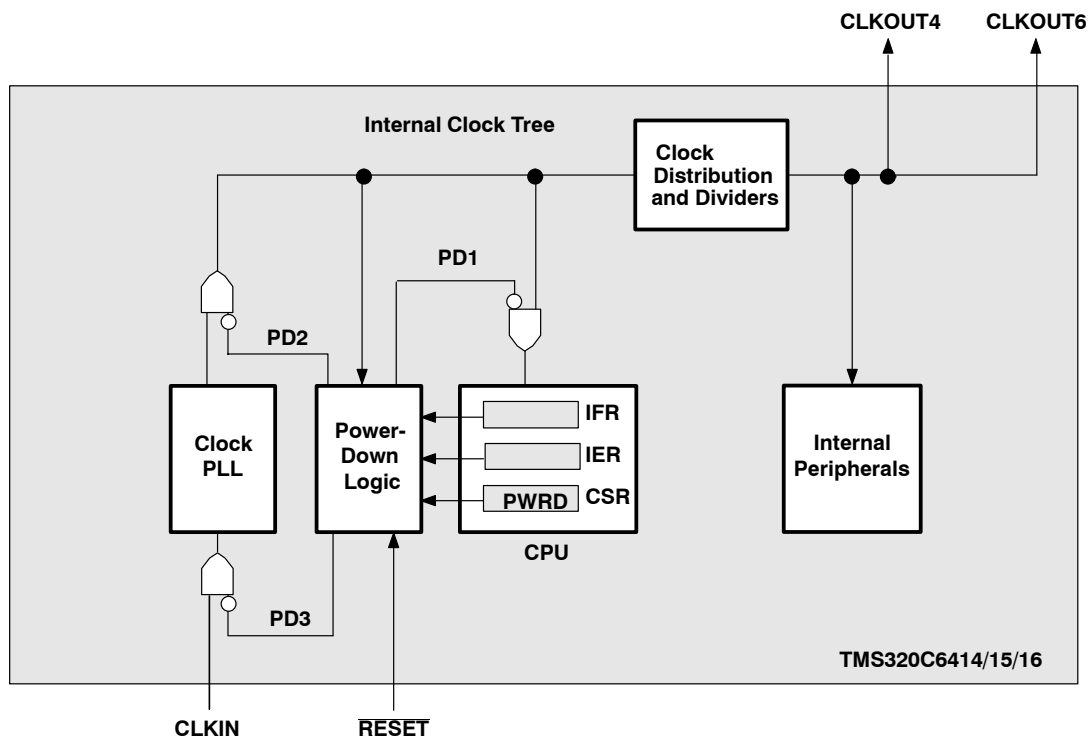 CLKOUT4 CLKOUT6
Internal Clock Tree
Clock
Distribution
and Dividers
PD1
PD2
Clock
PLL
Power-
Down
Logic
IFR
IER
PWRD CSR
CPU
Internal
Peripherals
PD3
TMS320C6414/15/16
CLKIN RESET